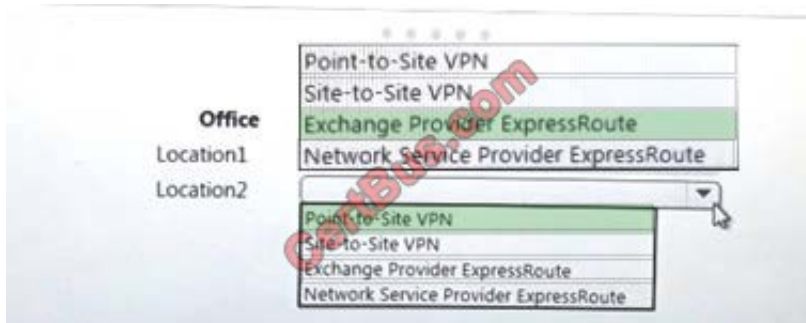 Point-to-Site VPN
Site-to-Site VPN
Office
Exchange Provider ExpressRoute
Location1
Network Service Provider ExpressRoute
Location2
Point-to-Site VPN
Site-to-Site VPN
Exchange Provider ExpressRoute
Network Service Provider ExpressRoute
CertBus.com